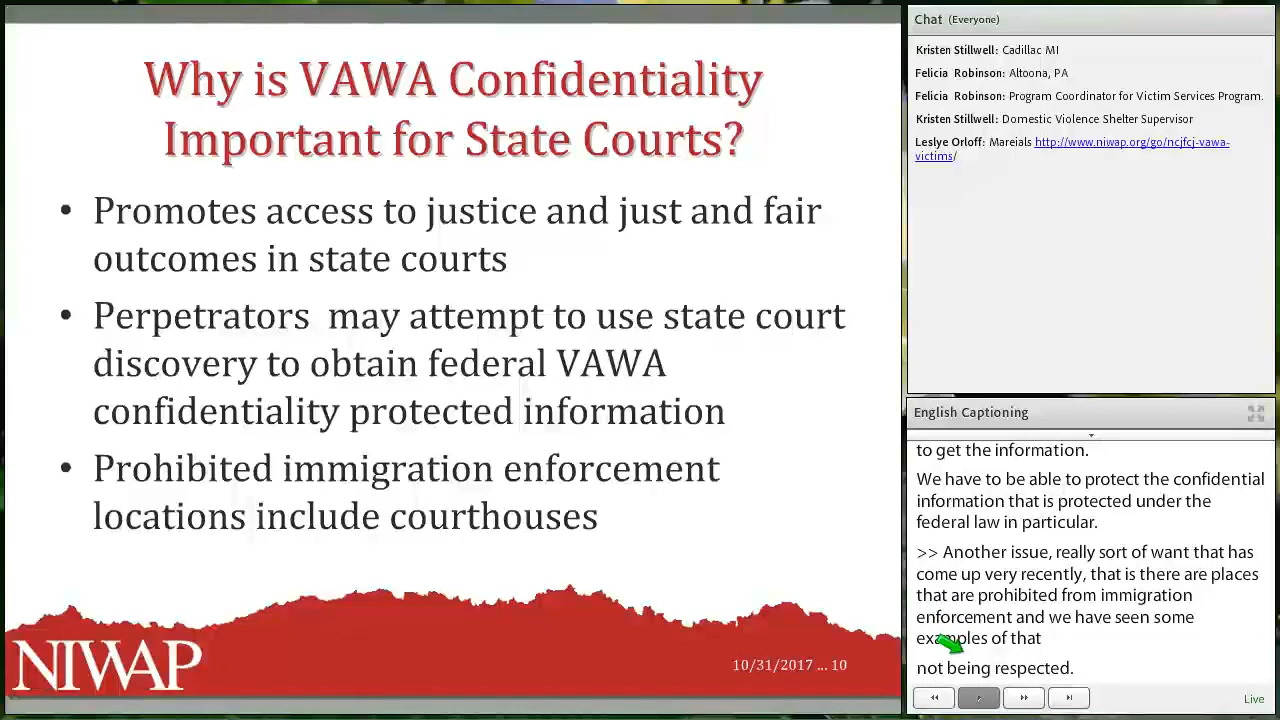 Why is VAWA Confidentiality
Important for State Courts?
• Promotes access to justice and just and fair
outcomes in state courts
• Perpetrators  may attempt to use state court
discovery to obtain federal VAWA
confidentiality protected information
• Prohibited immigration enforcement
locations include courthouses
NIWAP
10/31/2017 ... 10
Chat (Everyone)
Kristen Stillwell: Cadillac MI
Felicia Robinson: Altoona, PA
Felicia Robinson: Program Coordinator for Victim Services Program.
Kristen Stillwell: Domestic Violence Shelter Supervisor
Leslye Orloff: Mareials http://www.niwap.org/go/ncjfcj-vawa-
victims/
English Captioning
to get the information.
We have to be able to protect the confidential
information that is protected under the
federal law in particular.
>> Another issue, really sort of want that has
come up very recently, that is there are places
that are prohibited from immigration
enforcement and we have seen some
examples of that
not being respected.
Live